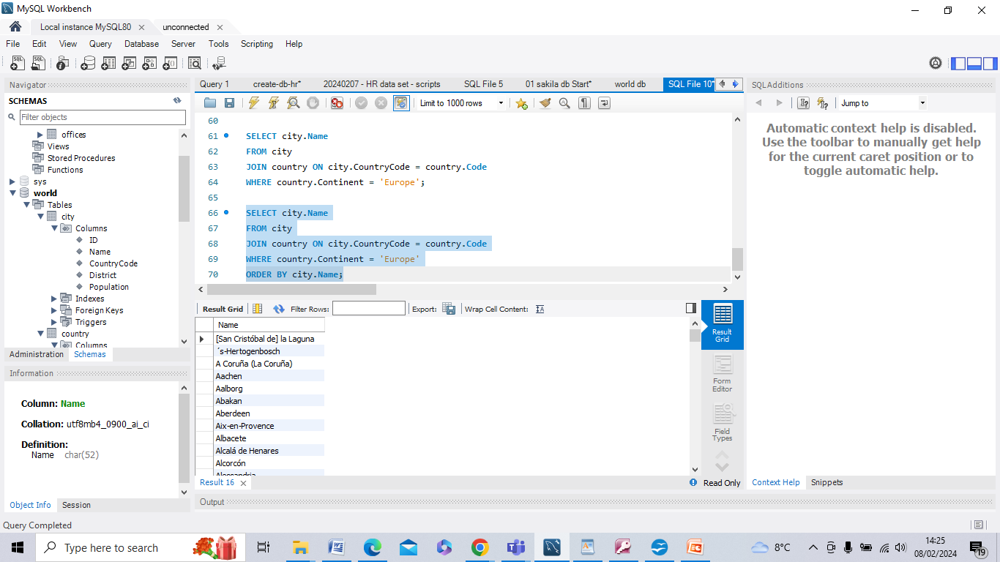 MySQL Workbench
Local instance MySQL80
unconnected
File Edit View Query Database Server Tools Scripting Help
Navigator
SCHEMAS
Filter objects
offices
Views
Stored Procedures
Functions
sys
world
Tables
city
Columns
ID
Name
CountryCode
District
Population
Indexes
Foreign Keys
Triggers
country
Columns
Administration Schemas
Information
Column: Name
Collation: utf8mb4_0900_ai_ci
Definition:
Name char(52)
Object Info Session
Query 1 create-db-hr* 20240207 - HR data set - scripts SQL File 5 01 sakila db Start* world db SQL File 10*
Limit to 1000 rows
60
61 SELECT city.Name
62 FROM city
63 JOIN country ON city.CountryCode = country.Code
64 WHERE country.Continent = 'Europe';
65
66 SELECT city.Name
67 FROM city
68 JOIN country ON city.CountryCode = country.Code
69 WHERE country.Continent = 'Europe'
70 ORDER BY city.Name;
Result Grid Filter Rows: Export: Wrap Cell Content:
Name
[San Cristóbal de] la Laguna
´s-Hertogenbosch
A Coruña (La Coruña)
Aachen
Aalborg
Abakan
Aberdeen
Aix-en-Provence
Albacete
Alcalá de Henares
Alcorcón
Alessandria
Result Grid
Form Editor
Field Types
Result 16
Read Only
Output
SQLAdditions
Jump to
Automatic context help is disabled.
Use the toolbar to manually get help
for the current caret position or to
toggle automatic help.
Context Help Snippets
Query Completed
Type here to search
8°C
14:25
08/02/2024
19